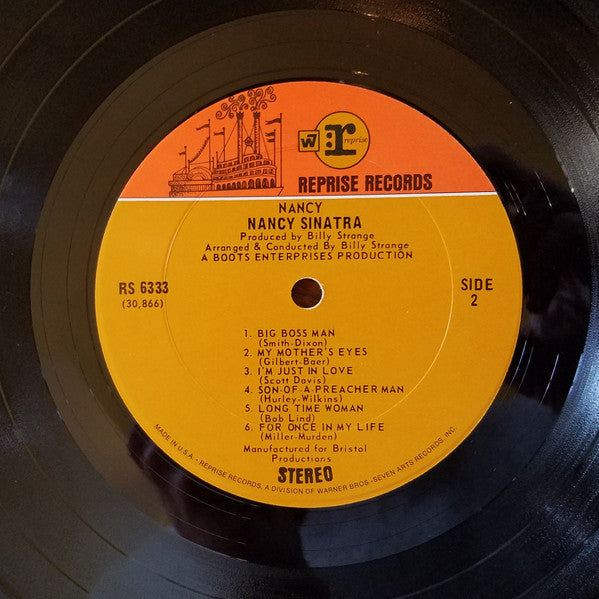 W7
r: reprise
REPRISE RECORDS
NANCY
NANCY SINATRA
Produced by Billy Strange
Arranged & Conducted By Billy Strange
A BOOTS ENTERPRISES PRODUCTION
RS 6333
(30,866)
SIDE
2
1. BIG BOSS MAN
(Smith-Dixon)
2. MY MOTHER'S EYES
(Gilbert-Baer)
3. I'M JUST IN LOVE
(Scott Davis)
4. SON-OF-A-PREACHER MAN
(Hurley-Wilkins)
5. LONG TIME WOMAN
(Bob Lind)
6. FOR ONCE IN MY LIFE
(Miller-Murden)
Manufactured for Bristol
Productions
STEREO
MADE IN U.S.A. - REPRISE RECORDS, A DIVISION OF WARNER BROS.-SEVEN ARTS RECORDS, INC.